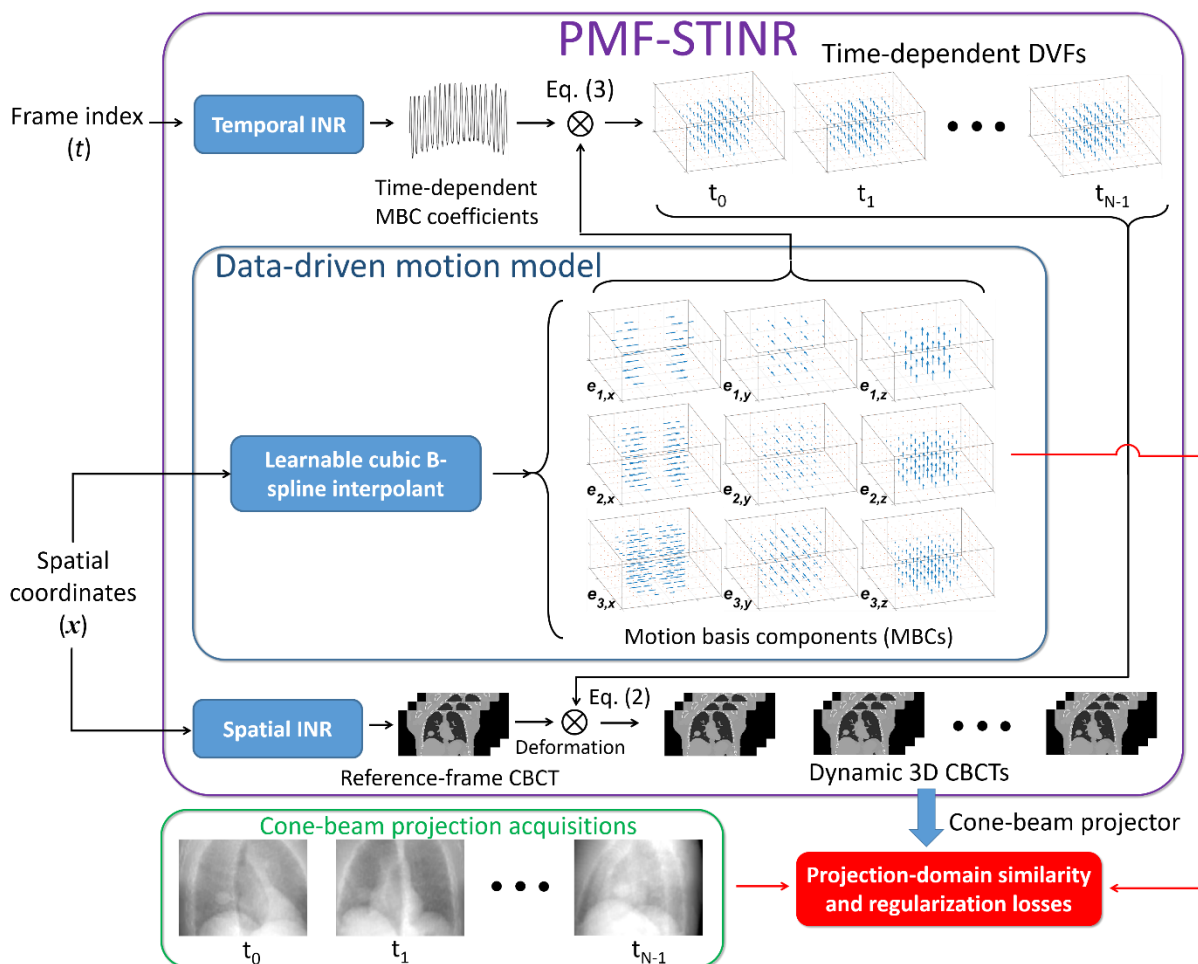 PMF-STINR
Time-dependent DVFs
Frame index
(t)
Temporal INR
Eq. (3)
Time-dependent
MBC coefficients
t0
t1
tN-1
Data-driven motion model
Learnable cubic B-
spline interpolant
e1,x
e1,y
e1,z
e2,x
e2,y
e2,z
e3,x
e3,y
e3,z
Motion basis components (MBCs)
Spatial
coordinates
(x)
Spatial INR
Eq. (2)
Deformation
Reference-frame CBCT
Dynamic 3D CBCTs
Cone-beam projector
Cone-beam projection acquisitions
t0
t1
tN-1
Projection-domain similarity
and regularization losses